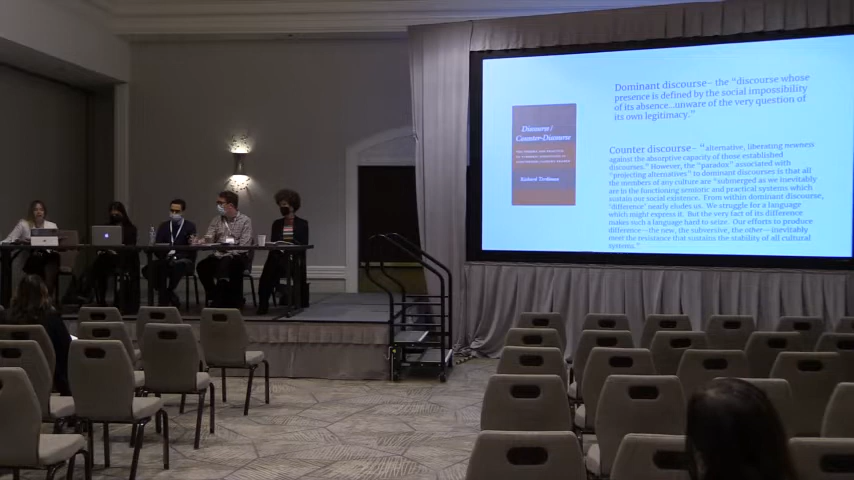 Discourse/
Counter-Discourse
Richard Terdiman
Dominant discourse– the “discourse whose
presence is defined by the social impossibility
of its absence...unware of the very question of
its own legitimacy.”
Counter discourse– “alternative, liberating newness
against the absorptive capacity of those established
discourses.” However, the “paradox” associated with
“projecting alternatives” to dominant discourses is that all
the members of any culture are “submerged as we inevitably
are in the functioning semiotic and practical systems which
sustain our social existence. From within dominant discourse,
‘difference’ nearly eludes us. We struggle for a language
which might express it. But the very fact of its difference
makes such a language hard to seize. Our efforts to produce
difference—the new, the subversive, the other—inevitably
meet the resistance that sustains the stability of all cultural
systems.”